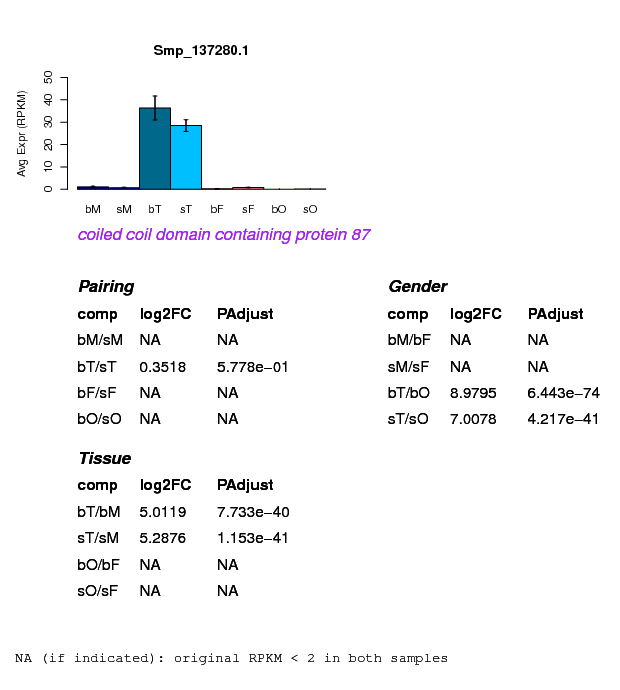 Smp_137280.1
Avg Expr (RPKM)
50
40
30
20
10
0
bM sM bT sT bF sF bO sO
coiled coil domain containing protein 87
Pairing
comp log2FC PAdjust
bM/sM NA NA
bT/sT 0.3518 5.778e−01
bF/sF NA NA
bO/sO NA NA
Gender
comp log2FC PAdjust
bM/bF NA NA
sM/sF NA NA
bT/bO 8.9795 6.443e−74
sT/sO 7.0078 4.217e−41
Tissue
comp log2FC PAdjust
bT/bM 5.0119 7.733e−40
sT/sM 5.2876 1.153e−41
bO/bF NA NA
sO/sF NA NA
NA (if indicated): original RPKM < 2 in both samples